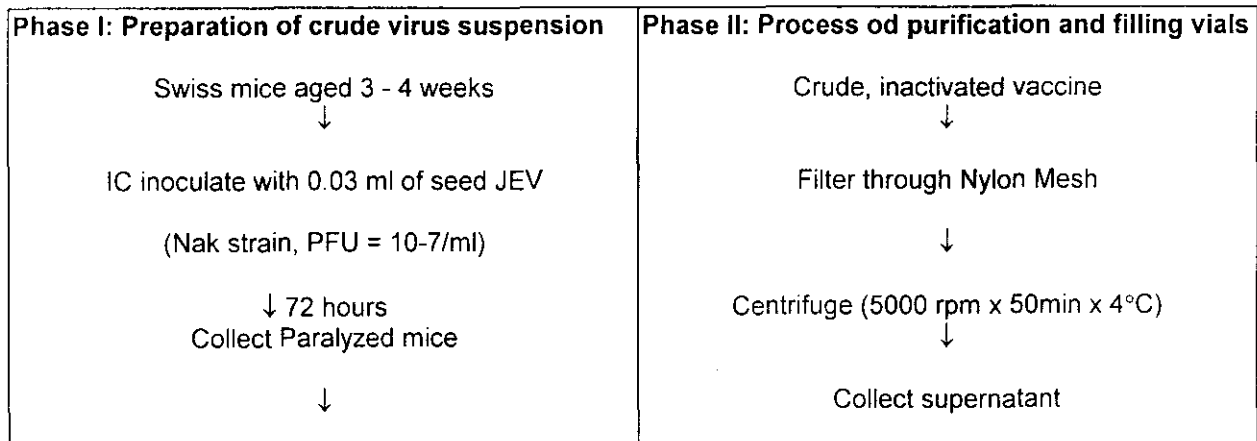 Phase I: Preparation of crude virus suspension
Swiss mice aged 3 - 4 weeks
↓
IC inoculate with 0.03 ml of seed JEV
(Nak strain, PFU = 10-7/ml)
↓ 72 hours
Collect Paralyzed mice
↓
Phase II: Process od purification and filling vials
Crude, inactivated vaccine
↓
Filter through Nylon Mesh
↓
Centrifuge (5000 rpm x 50min x 4°C)
↓
Collect supernatant